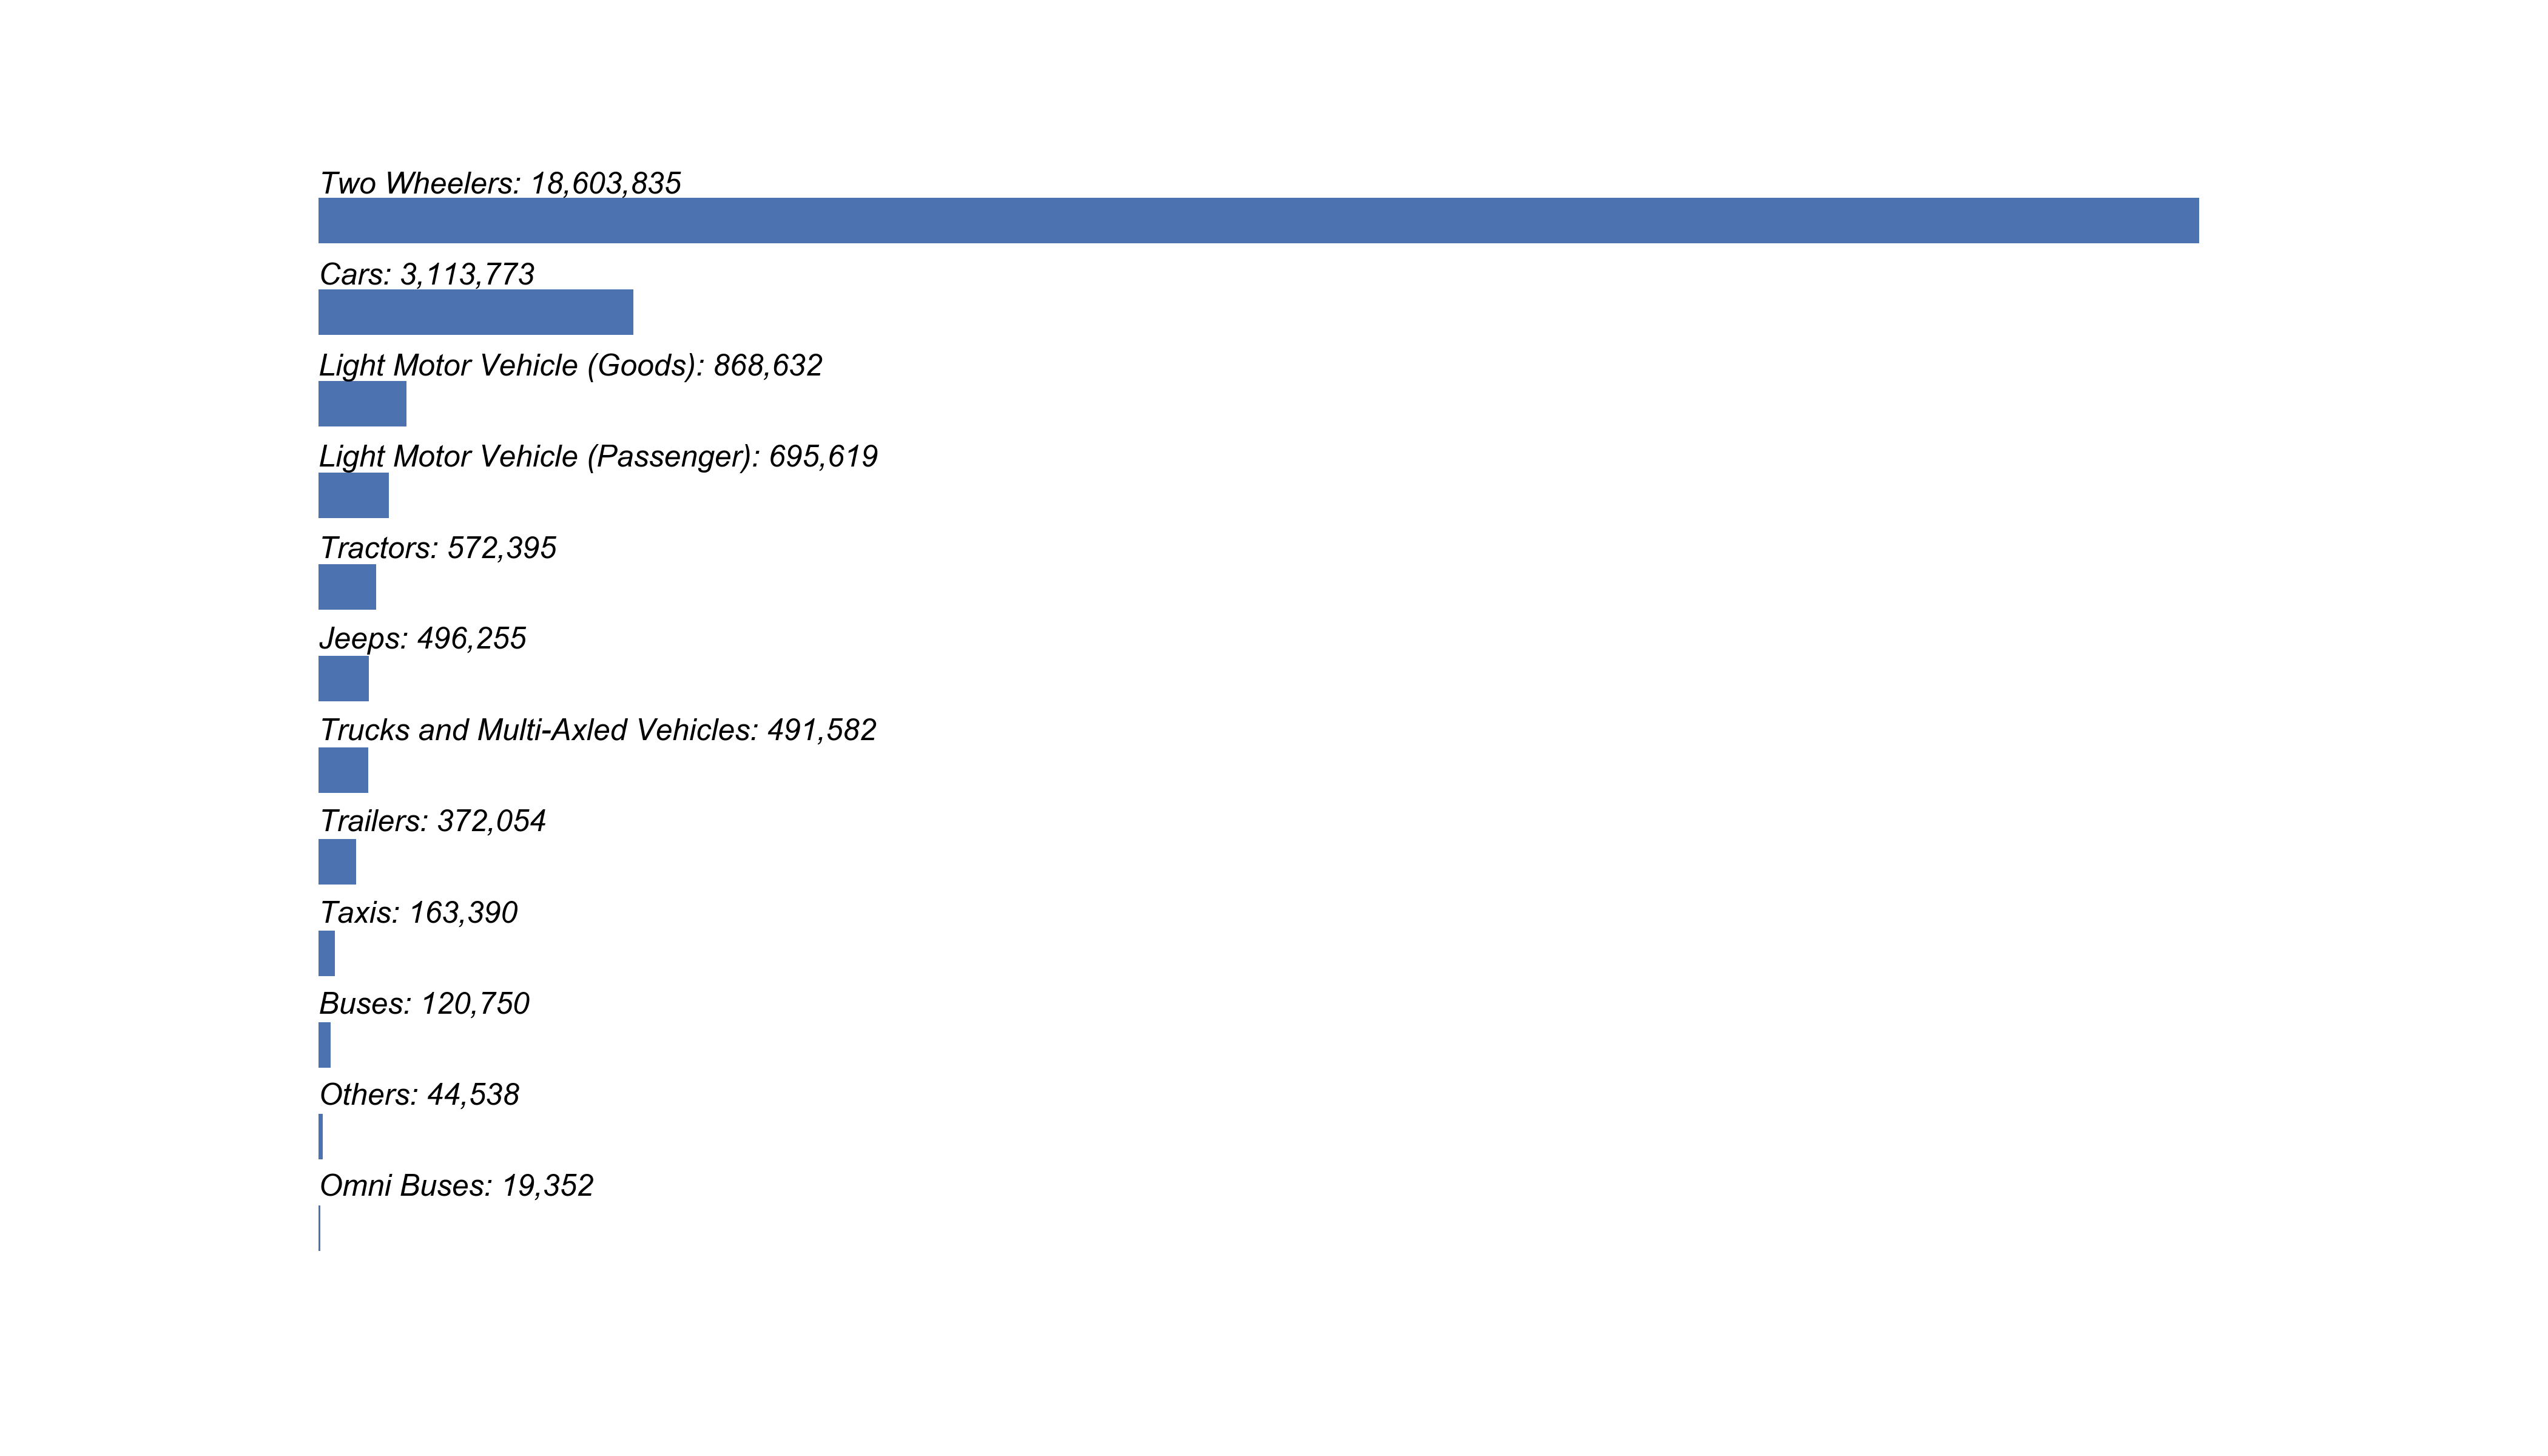 Two Wheelers: 18,603,835
Cars: 3,113,773
Light Motor Vehicle (Goods): 868,632
Light Motor Vehicle (Passenger): 695,619
Tractors: 572,395
Jeeps: 496,255
Trucks and Multi-Axled Vehicles: 491,582
Trailers: 372,054
Taxis: 163,390
Buses: 120,750
Others: 44,538
Omni Buses: 19,352